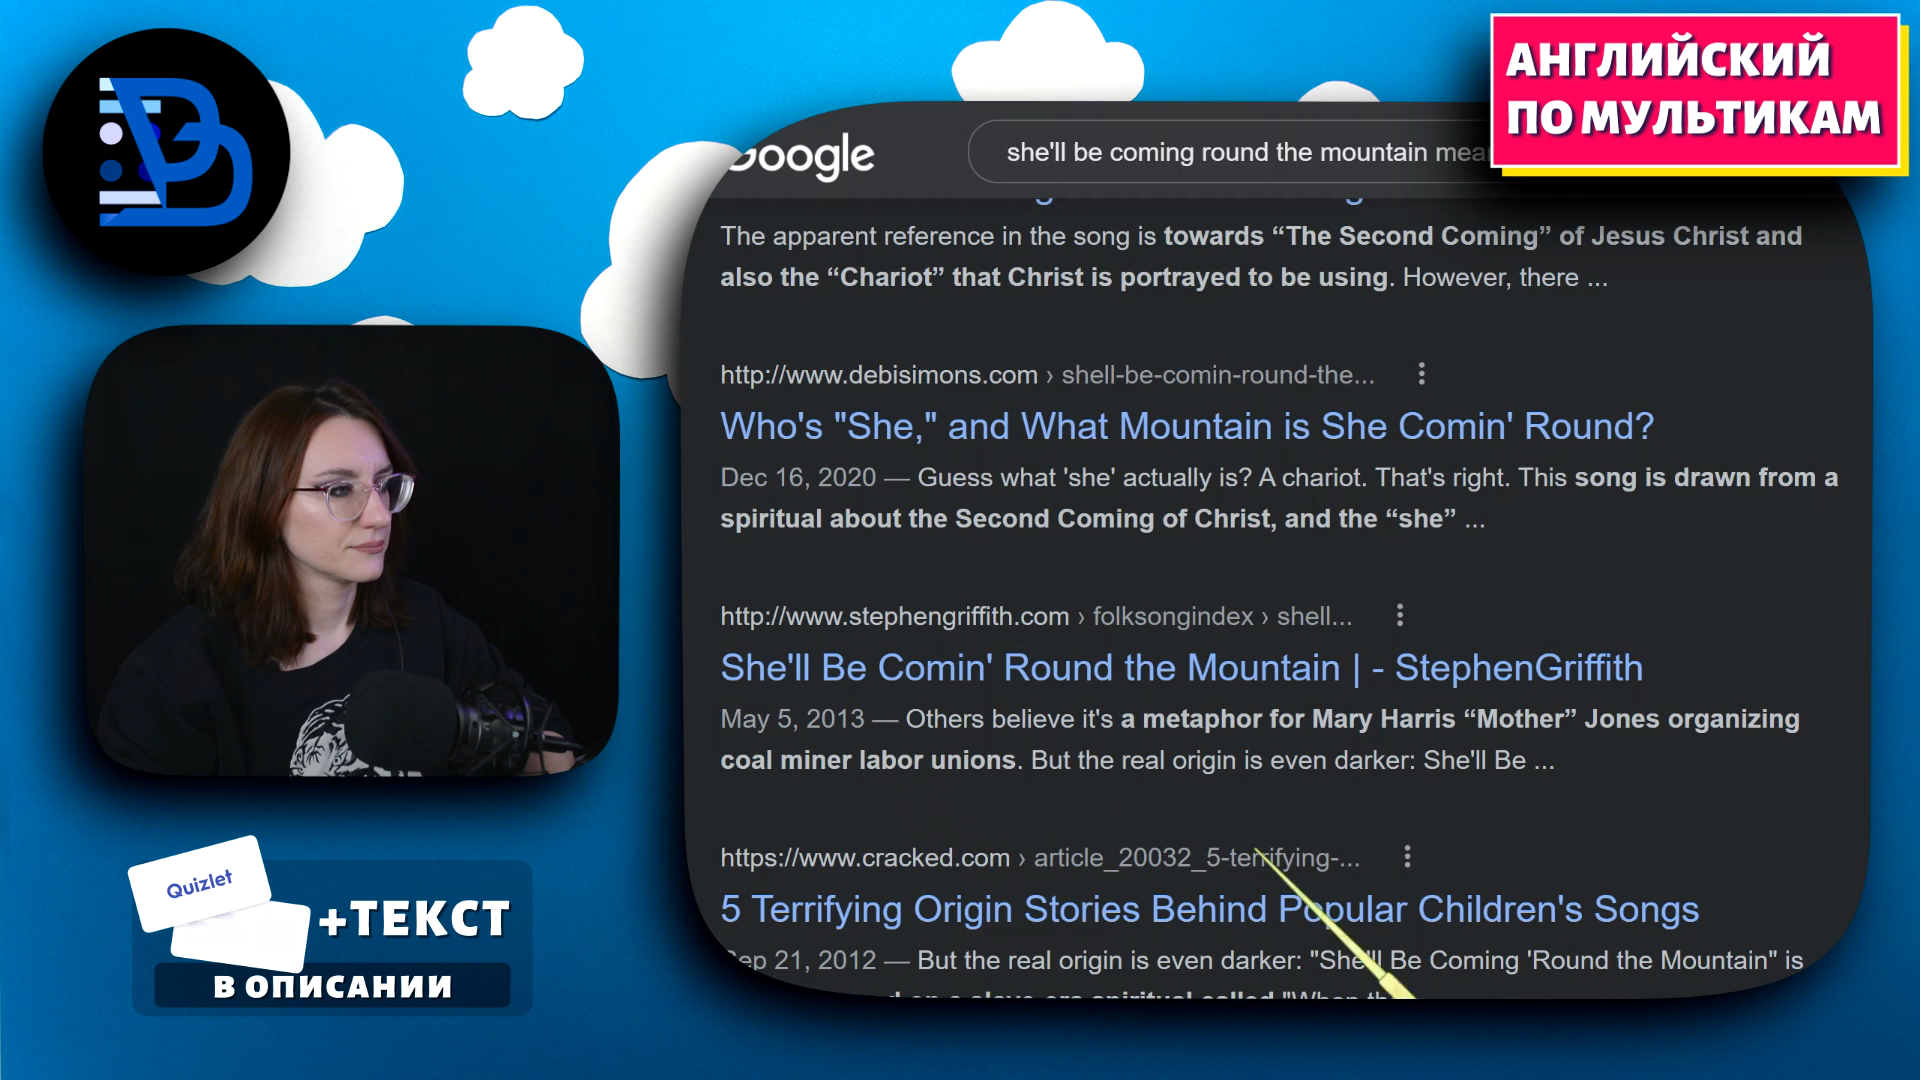 АНГЛИЙСКИЙ
ПО МУЛЬТИКАМ
Google
she'll be coming round the mountain
The apparent reference in the song is towards “The Second Coming” of Jesus Christ and
also the “Chariot” that Christ is portrayed to be using. However, there ...
http://www.debisimons.com › shell-be-comin-round-the...
Who's "She," and What Mountain is She Comin' Round?
Dec 16, 2020 — Guess what 'she' actually is? A chariot. That's right. This song is drawn from a
spiritual about the Second Coming of Christ, and the “she” ...
http://www.stephengriffith.com › folksongindex › shell...
She'll Be Comin' Round the Mountain | - StephenGriffith
May 5, 2013 — Others believe it's a metaphor for Mary Harris “Mother” Jones organizing
coal miner labor unions. But the real origin is even darker: She'll Be ...
https://www.cracked.com › article_20032_5-terrifying-...
5 Terrifying Origin Stories Behind Popular Children's Songs
Sep 21, 2012 — But the real origin is even darker: "She'll Be Coming 'Round the Mountain" is
on a slave-era spiritual called "When
Quizlet
+ТЕКСТ
В ОПИСАНИИ